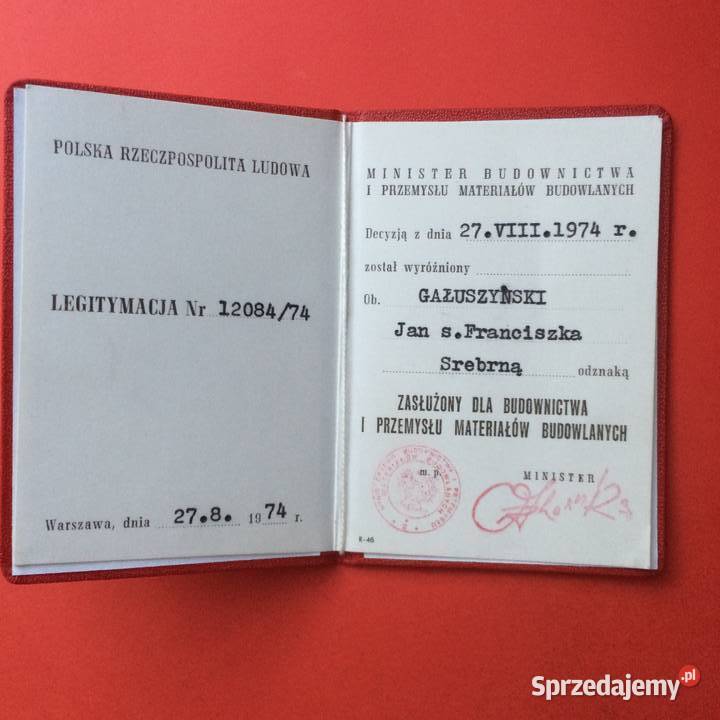 POLSKA RZECZPOSPOLITA LUDOWA
LEGITYMACJA Nr 12084/74
Warszawa, dnia 27.8. 1974 r.
MINISTER BUDOWNICTWA
I PRZEMYSŁU MATERIAŁÓW BUDOWLANYCH
Decyzją z dnia 27.VIII.1974 r.
został wyróżniony
Ob. GAŁUSZYŃSKI
Jan s.Franciszka
Srebrną odznaką
ZASŁUŻONY DLA BUDOWNICTWA
I PRZEMYSŁU MATERIAŁÓW BUDOWLANYCH
m. p.
MINISTER
R-46
Sprzedajemy.pl